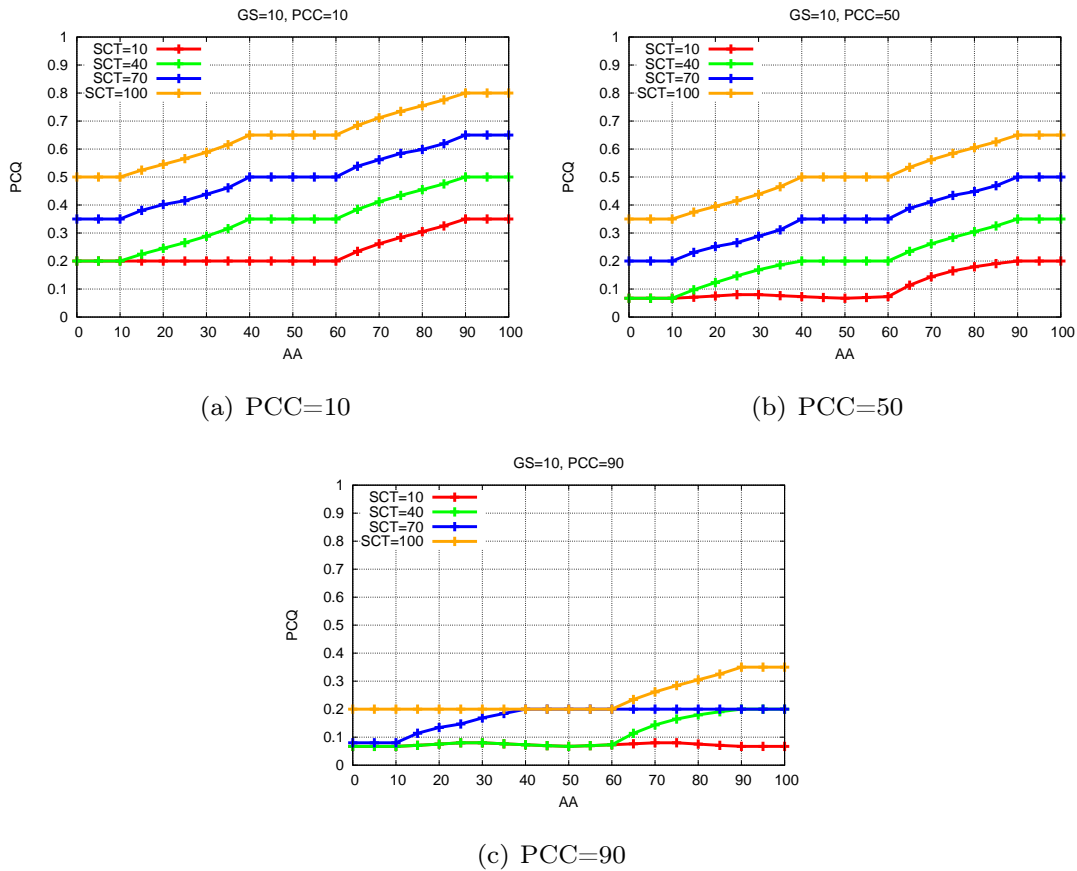 GS=10, PCC=10
SCT=10
SCT=40
SCT=70
SCT=100
PCQ
1
0.9
0.8
0.7
0.6
0.5
0.4
0.3
0.2
0.1
0
0 10 20 30 40 50 60 70 80 90 100
AA
(a) PCC=10
GS=10, PCC=50
SCT=10
SCT=40
SCT=70
SCT=100
PCQ
1
0.9
0.8
0.7
0.6
0.5
0.4
0.3
0.2
0.1
0
0 10 20 30 40 50 60 70 80 90 100
AA
(b) PCC=50
GS=10, PCC=90
SCT=10
SCT=40
SCT=70
SCT=100
PCQ
1
0.9
0.8
0.7
0.6
0.5
0.4
0.3
0.2
0.1
0
0 10 20 30 40 50 60 70 80 90 100
AA
(c) PCC=90